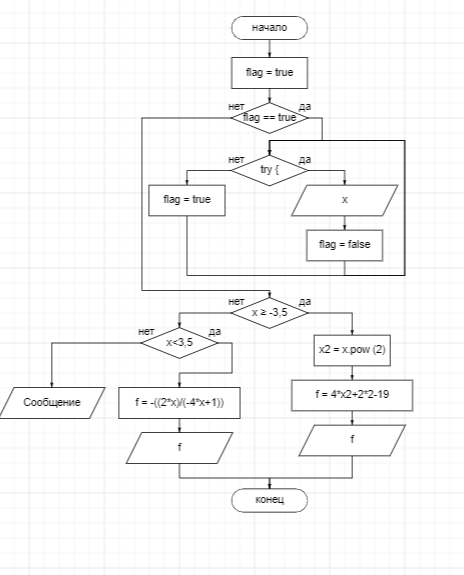 начало
flag = true
нет
да
flag == true
нет
да
try {
flag = true
x
flag = false
нет
да
x ≥ -3,5
нет
да
x<3,5
x2 = x.pow (2)
Сообщение
f = -((2*x)/(-4*x+1))
f = 4*x2+2*2-19
f
f
конец